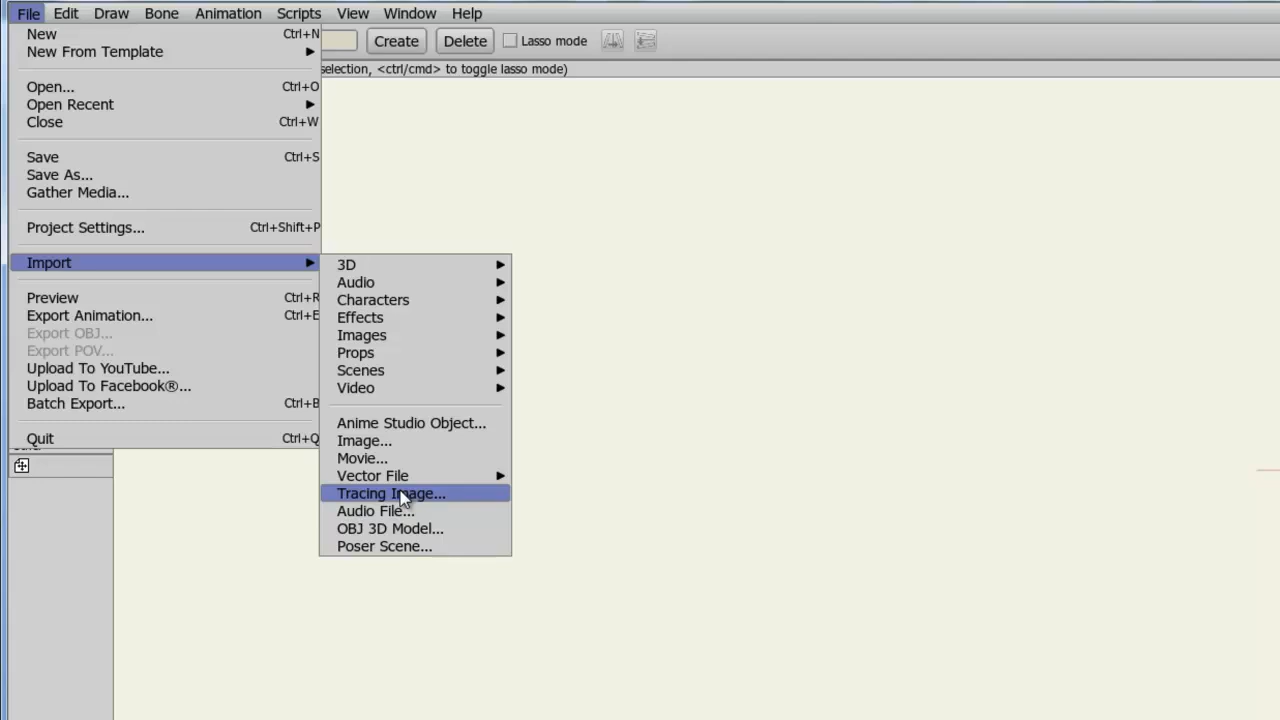 File Edit Draw Bone Animation Scripts View Window Help
New Ctrl+N
New From Template
Create Delete Lasso mode
selection, <ctrl/cmd> to toggle lasso mode)
Open... Ctrl+O
Open Recent
Close Ctrl+W
Save Ctrl+S
Save As...
Gather Media...
Project Settings... Ctrl+Shift+P
Import
Preview Ctrl+R
Export Animation... Ctrl+E
Export OBJ...
Export POV...
Upload To YouTube...
Upload To Facebook®...
Batch Export... Ctrl+B
Quit Ctrl+Q
3D
Audio
Characters
Effects
Images
Props
Scenes
Video
Anime Studio Object...
Image...
Movie...
Vector File
Tracing Image...
Audio File...
OBJ 3D Model...
Poser Scene...